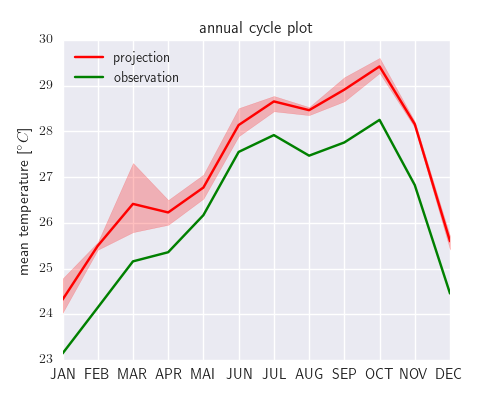 annual cycle plot
30
29
28
27
26
25
24
23
mean temperature [°C]
projection
observation
JAN FEB MAR APR MAI JUN JUL AUG SEP OCT NOV DEC